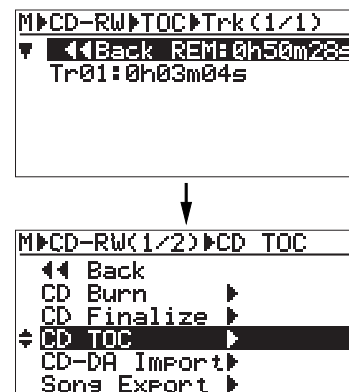 M▶CD-RW▶TOC▶Trk(1/1)
▼ ◀◀Back REM:0h50m28s
Tr01:0h03m04s
M▶CD-RW(1/2)▶CD TOC
◀◀ Back
CD Burn ▶
CD Finalize ▶
CD TOC ▶
CD-DA Import▶
Song Export ▶